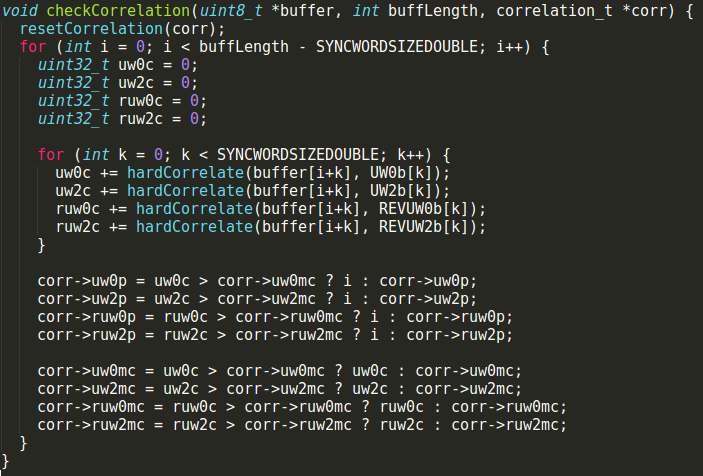 void checkCorrelation(uint8_t *buffer, int buffLength, correlation_t *corr) {
  resetCorrelation(corr);
  for (int i = 0; i < buffLength - SYNCWORDSIZEDOUBLE; i++) {
    uint32_t uw0c = 0;
    uint32_t uw2c = 0;
    uint32_t ruw0c = 0;
    uint32_t ruw2c = 0;

    for (int k = 0; k < SYNCWORDSIZEDOUBLE; k++) {
      uw0c += hardCorrelate(buffer[i+k], UW0b[k]);
      uw2c += hardCorrelate(buffer[i+k], UW2b[k]);
      ruw0c += hardCorrelate(buffer[i+k], REVUW0b[k]);
      ruw2c += hardCorrelate(buffer[i+k], REVUW2b[k]);
    }

    corr->uw0p = uw0c > corr->uw0mc ? i : corr->uw0p;
    corr->uw2p = uw2c > corr->uw2mc ? i : corr->uw2p;
    corr->ruw0p = ruw0c > corr->ruw0mc ? i : corr->ruw0p;
    corr->ruw2p = ruw2c > corr->ruw2mc ? i : corr->ruw2p;

    corr->uw0mc = uw0c > corr->uw0mc ? uw0c : corr->uw0mc;
    corr->uw2mc = uw2c > corr->uw2mc ? uw2c : corr->uw2mc;
    corr->ruw0mc = ruw0c > corr->ruw0mc ? ruw0c : corr->ruw0mc;
    corr->ruw2mc = ruw2c > corr->ruw2mc ? ruw2c : corr->ruw2mc;
  }
}